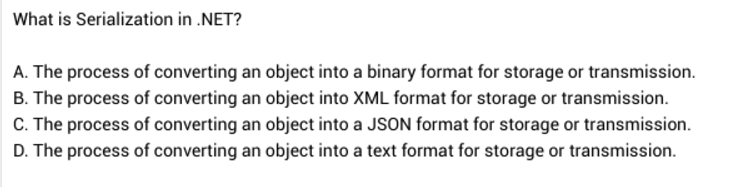 What is Serialization in .NET?
A. The process of converting an object into a binary format for storage or transmission.
B. The process of converting an object into XML format for storage or transmission.
C. The process of converting an object into a JSON format for storage or transmission.
D. The process of converting an object into a text format for storage or transmission.